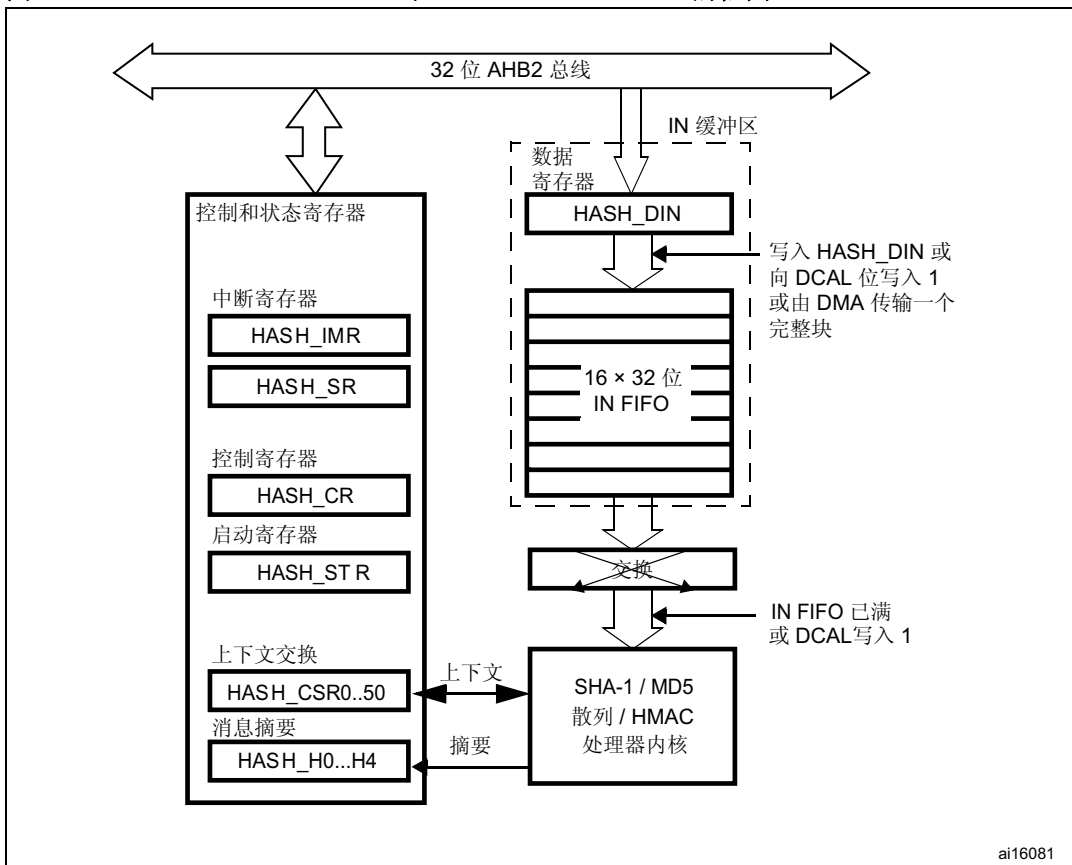 32 位 AHB2 总线
IN 缓冲区
数据
寄存器
HASH_DIN
写入 HASH_DIN 或
向 DCAL 位写入 1
或由 DMA 传输一个
完整块
16 × 32 位
IN FIFO
交换
IN FIFO 已满
或 DCAL写入 1
SHA-1 / MD5
散列 / HMAC
处理器内核
控制和状态寄存器
中断寄存器
HASH_IMR
HASH_SR
控制寄存器
HASH_CR
启动寄存器
HASH_ST R
上下文交换
HASH_CSR0..50
上下文
消息摘要
HASH_H0...H4
摘要
ai16081